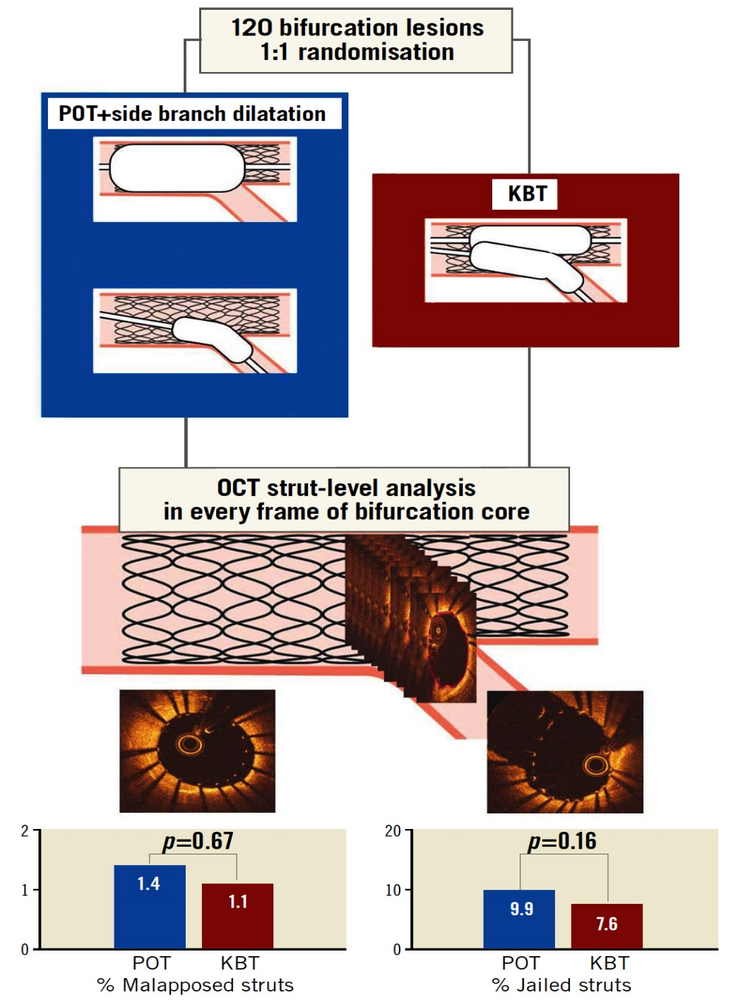 120 bifurcation lesions
1:1 randomisation
POT+side branch dilatation
KBT
OCT strut-level analysis
in every frame of bifurcation core
2
1
0
p=0.67
1.4
1.1
POT KBT
% Malapposed struts
20
10
0
p=0.16
9.9
7.6
POT KBT
% Jailed struts